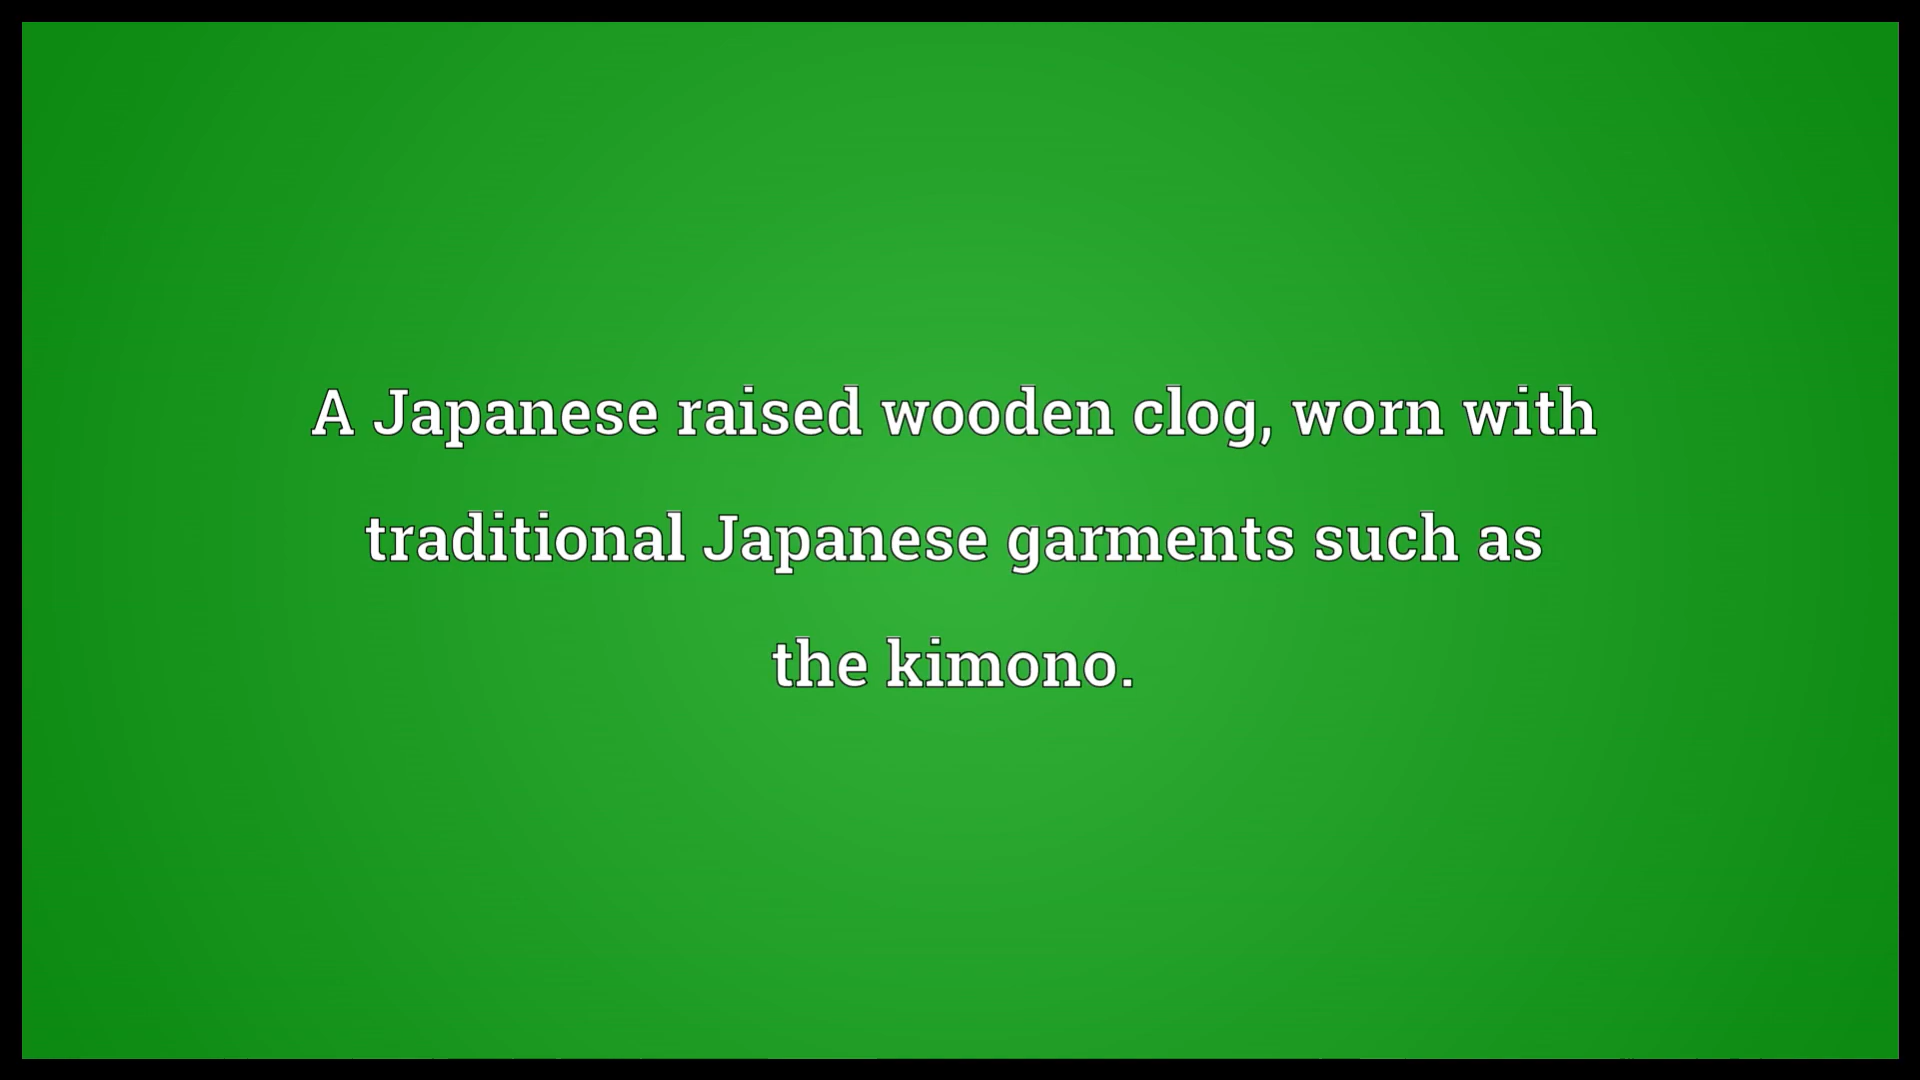 A Japanese raised wooden clog, worn with
traditional Japanese garments such as
the kimono.